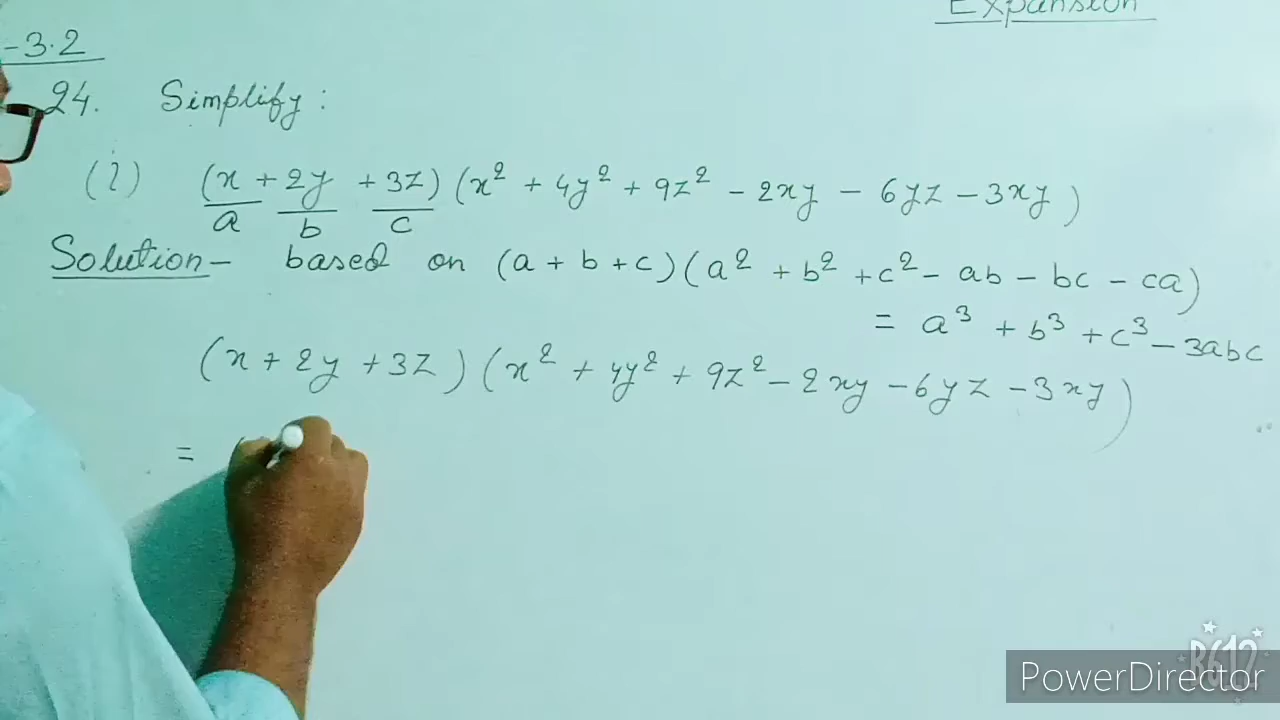 Expansion
-3.2
24. Simplify:
(i) (x + 2y + 3z) (x² + 4y² + 9z² - 2xy - 6yz - 3xy)
a b c
Solution- based on (a + b + c) (a² + b² + c² - ab - bc - ca)
= a³ + b³ + c³ - 3abc
(x + 2y + 3z) (x² + 4y² + 9z² - 2xy - 6yz - 3xy)
=
B612
PowerDirector